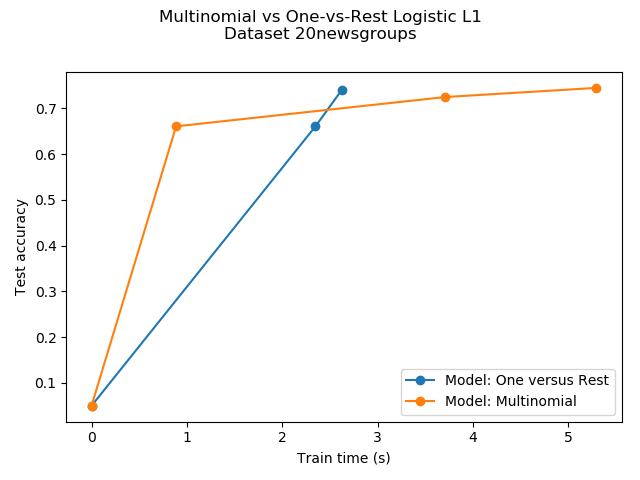 Multinomial vs One-vs-Rest Logistic L1
Dataset 20newsgroups
0.7
0.6
0.5
0.4
0.3
0.2
0.1
Test accuracy
0 1 2 3 4 5
Train time (s)
Model: One versus Rest
Model: Multinomial